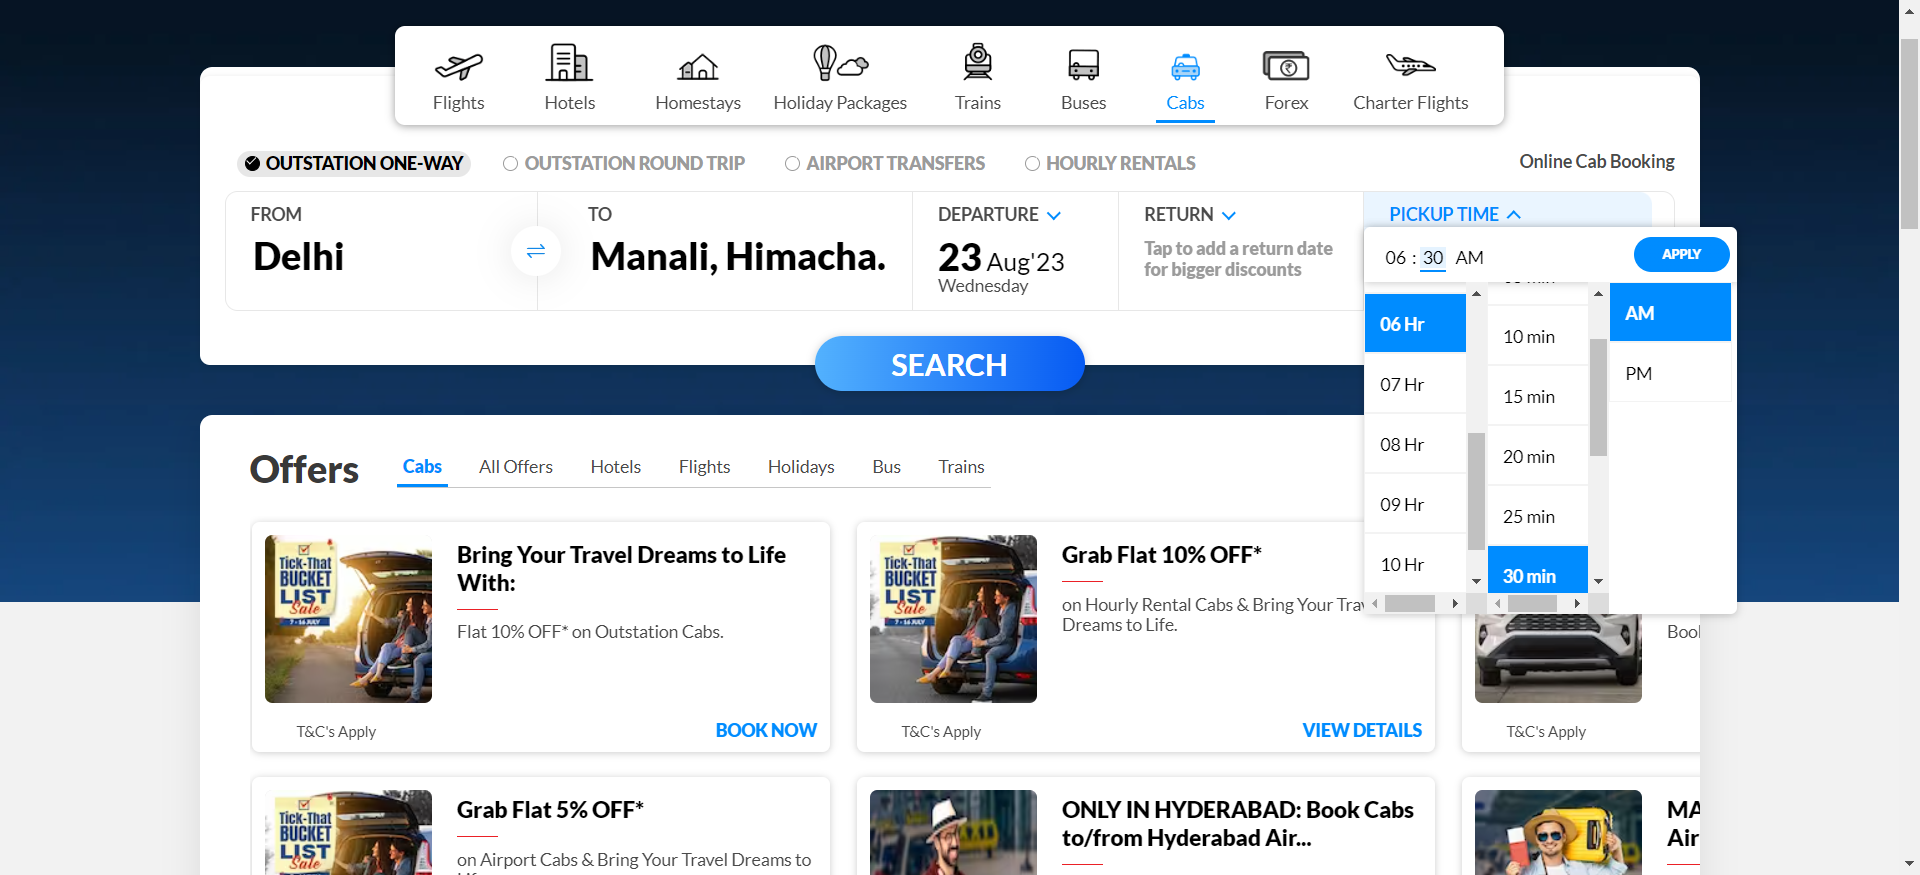 Flights
Hotels
Homestays
Holiday Packages
Trains
Buses
Cabs
Forex
Charter Flights
OUTSTATION ONE-WAY
OUTSTATION ROUND TRIP
AIRPORT TRANSFERS
HOURLY RENTALS
Online Cab Booking
FROM
Delhi
TO
Manali, Himacha.
DEPARTURE
23 Aug'23
Wednesday
RETURN
Tap to add a return date
for bigger discounts
PICKUP TIME
06 : 30 AM
APPLY
06 Hr
07 Hr
08 Hr
09 Hr
10 Hr
10 min
15 min
20 min
25 min
30 min
AM
PM
SEARCH
Offers
Cabs
All Offers
Hotels
Flights
Holidays
Bus
Trains
Tick-That
BUCKET
LIST
Sale
7 - 16 JULY
Bring Your Travel Dreams to Life
With:
Flat 10% OFF* on Outstation Cabs.
T&C's Apply
BOOK NOW
Tick-That
BUCKET
LIST
Sale
7 - 16 JULY
Grab Flat 10% OFF*
on Hourly Rental Cabs & Bring Your Trav
Dreams to Life.
T&C's Apply
VIEW DETAILS
Book
T&C's Apply
Tick-That
BUCKET
LIST
Sale
Grab Flat 5% OFF*
on Airport Cabs & Bring Your Travel Dreams to
ONLY IN HYDERABAD: Book Cabs
to/from Hyderabad Air...
MA
Air